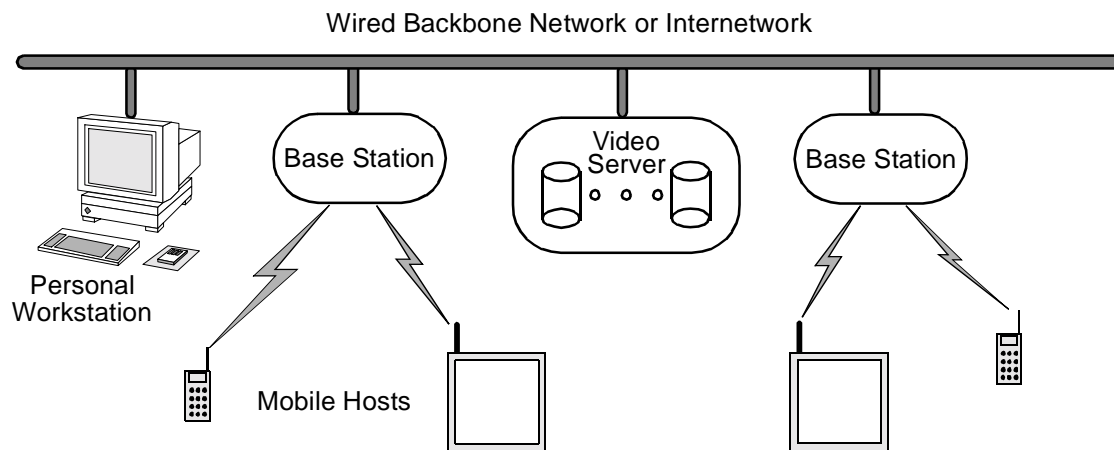 Wired Backbone Network or Internetwork
Base Station
Video
Server
Base Station
Personal
Workstation
Mobile Hosts